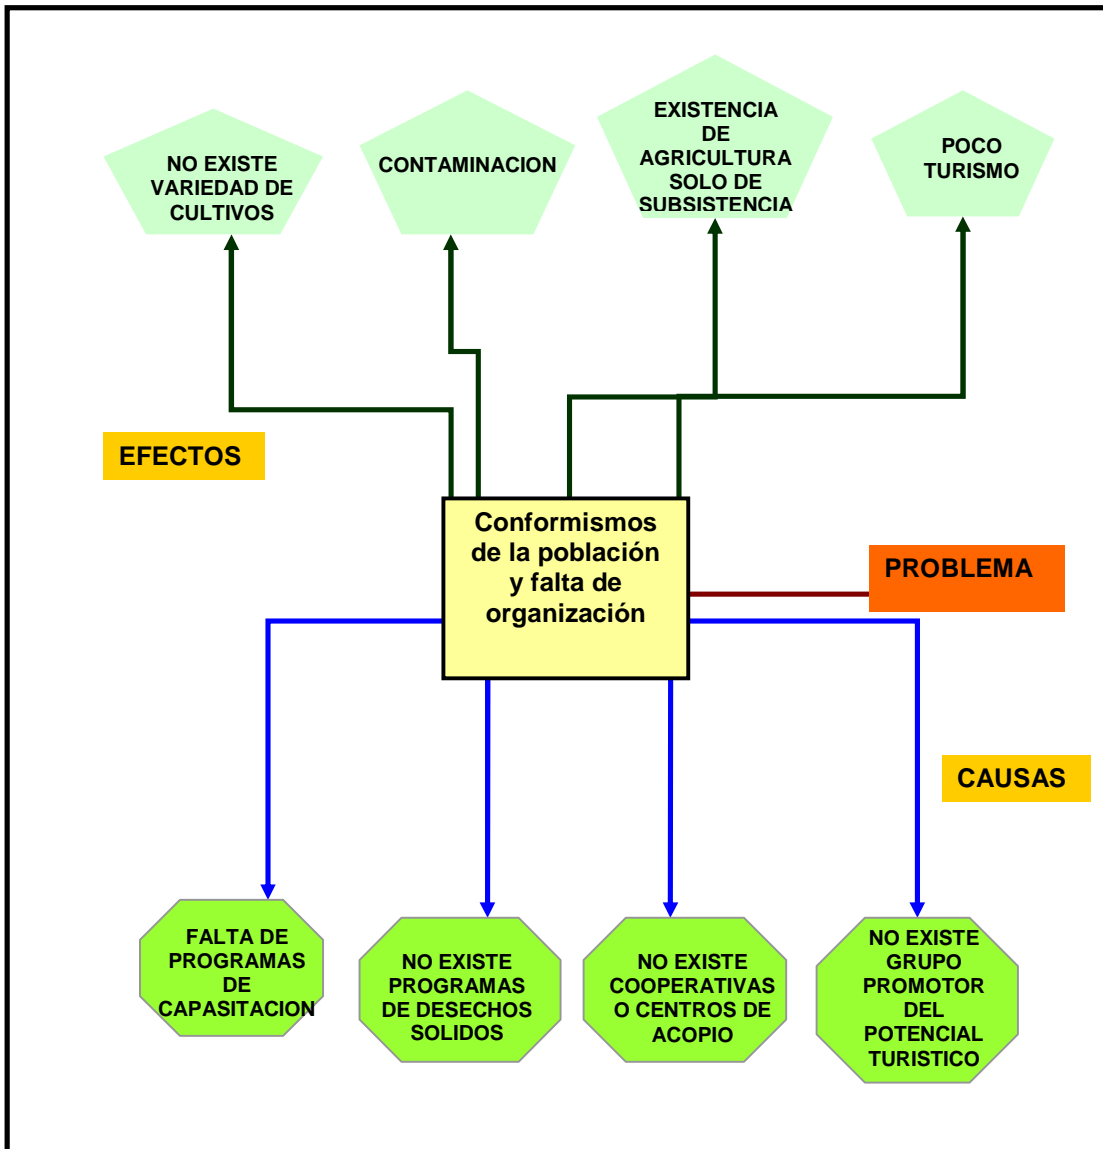 NO EXISTE
VARIEDAD DE
CULTIVOS
CONTAMINACION
EXISTENCIA
DE
AGRICULTURA
SOLO DE
SUBSISTENCIA
POCO
TURISMO
EFECTOS
Conformismos
de la población
y falta de
organización
PROBLEMA
CAUSAS
FALTA DE
PROGRAMAS
DE
CAPASITACION
NO EXISTE
PROGRAMAS
DE DESECHOS
SOLIDOS
NO EXISTE
COOPERATIVAS
O CENTROS DE
ACOPIO
NO EXISTE
GRUPO
PROMOTOR
DEL
POTENCIAL
TURISTICO